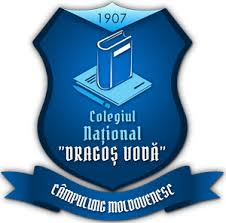 1907
Colegiul
Național
"DRAGOȘ VODĂ"
CÂMPULUNG MOLDOVENESC